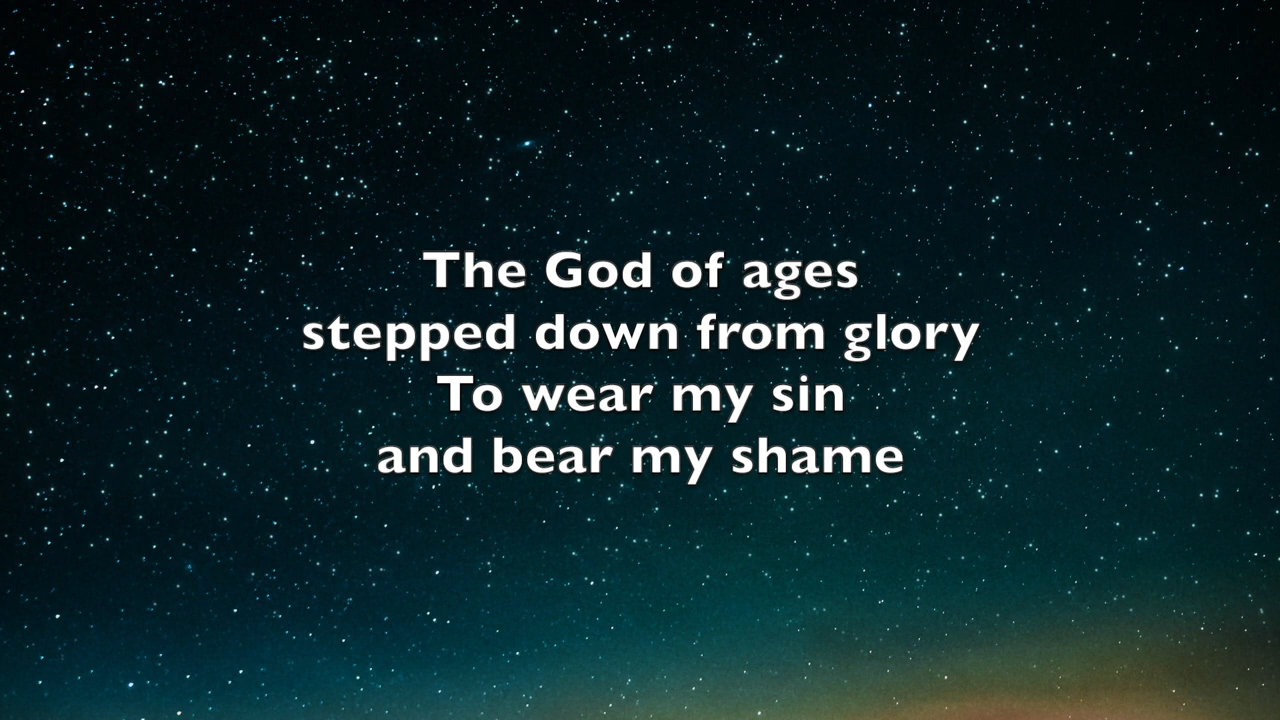 The God of ages
stepped down from glory
To wear my sin
and bear my shame